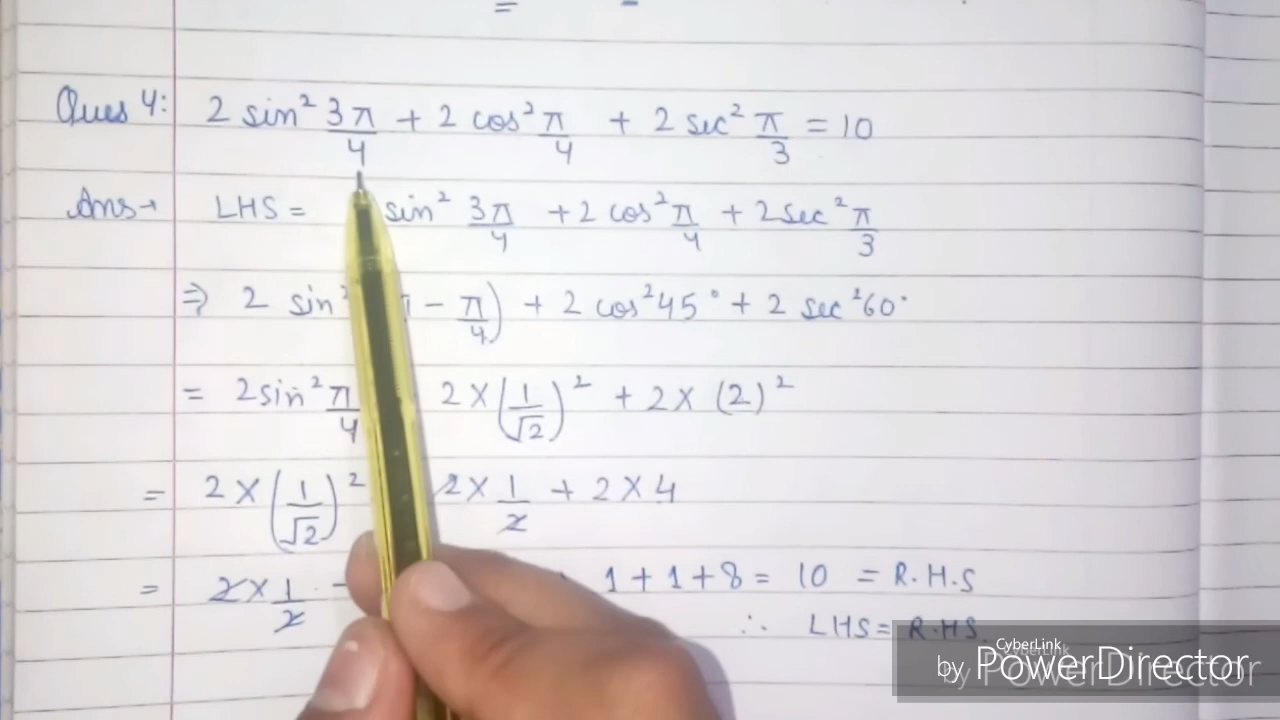 Ques 4: 2 sin² 3π/4 + 2 cos² π/4 + 2 sec² π/3 = 10
Ans→ LHS = sin² 3π/4 + 2 cos² π/4 + 2 sec² π/3
⇒ 2 sin² - π/4) + 2 cos² 45° + 2 sec² 60°
= 2 sin² π/4 2 × (1/√2)² + 2 × (2)²
= 2 × (1/√2)² 2 × 1/2 + 2 × 4
= 2 × 1/2 1 + 1 + 8 = 10 = R.H.S
∴ LHS = R.H.S.
CyberLink
by PowerDirector